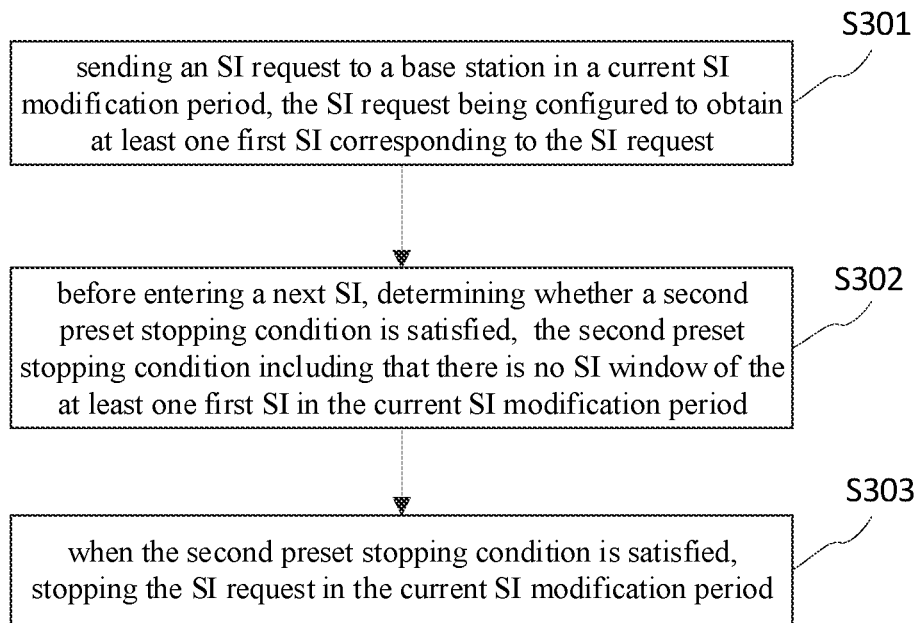 S301
sending an SI request to a base station in a current SI
modification period, the SI request being configured to obtain
at least one first SI corresponding to the SI request
S302
before entering a next SI, determining whether a second
preset stopping condition is satisfied, the second preset
stopping condition including that there is no SI window of the
at least one first SI in the current SI modification period
S303
when the second preset stopping condition is satisfied,
stopping the SI request in the current SI modification period